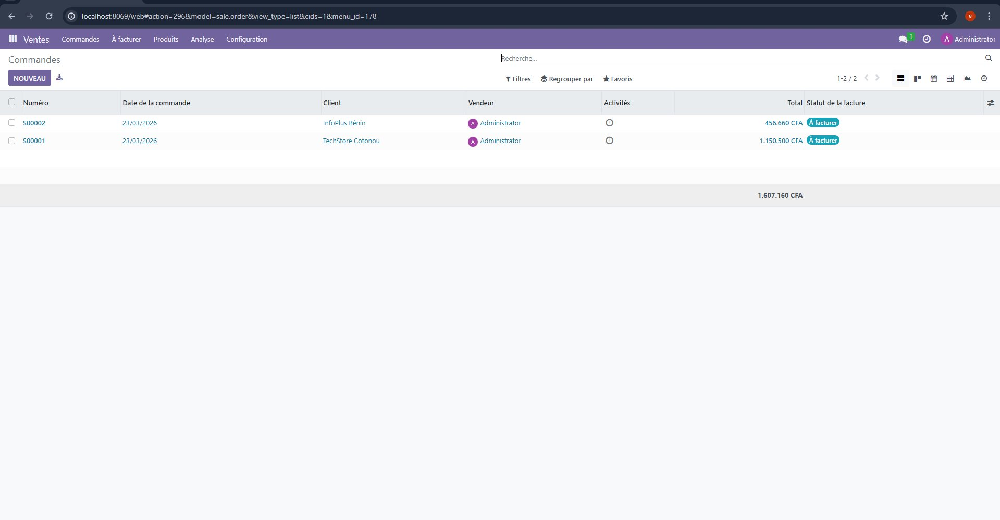 localhost:8069/web#action=296&model=sale.order&view_type=list&cids=1&menu_id=178
e
Ventes Commandes À facturer Produits Analyse Configuration 1 A Administrator
Commandes Recherche...
NOUVEAU Filtres Regrouper par Favoris 1-2 / 2
Numéro Date de la commande Client Vendeur Activités Total Statut de la facture
S00002 23/03/2026 InfoPlus Bénin A Administrator 456.660 CFA À facturer
S00001 23/03/2026 TechStore Cotonou A Administrator 1.150.500 CFA À facturer
1.607.160 CFA